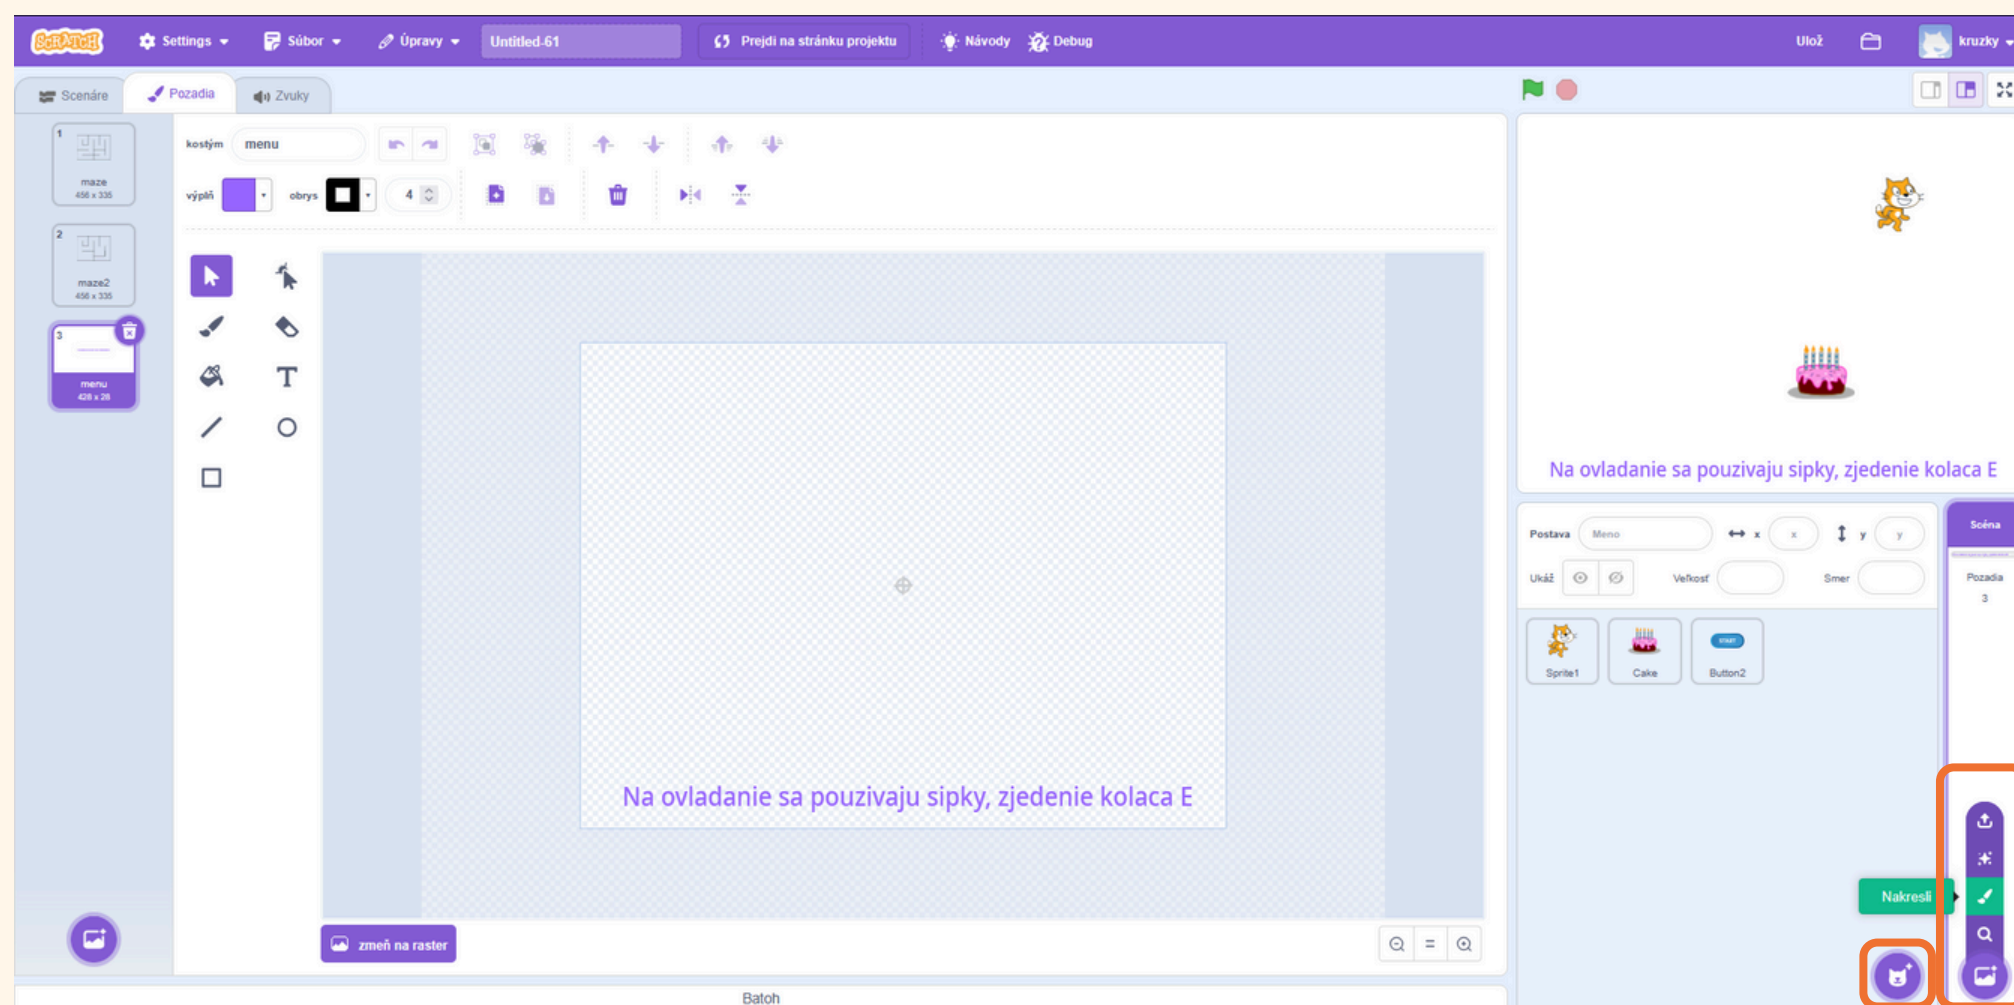 SCRATCH Settings Súbor Úpravy Untitled-61 Prejdi na stránku projektu Návody Debug Ulož kruzky
Scenáre Pozadia Zvuky
1
maze
456 x 335
2
maze2
456 x 335
3
menu
428 x 28
kostým menu
výplň obrys 4
T
Na ovladanie sa pouzivaju sipky, zjedenie kolaca E
zmeň na raster
=
Batoh
Na ovladanie sa pouzivaju sipky, zjedenie kolaca E
Postava Meno x x y y
Ukáž Veľkosť Smer
Sprite1 Cake Button2
START
Scéna
Pozadia
3
Nakresli